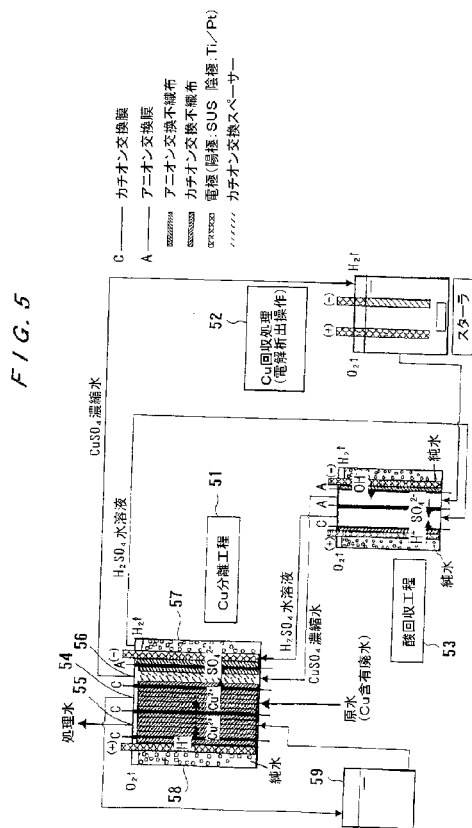 FIG.5
C カチオン交換膜
A アニオン交換膜
アニオン交換不織布
カチオン交換不織布
電極(陽極:SUS 陰極:Ti/Pt)
カチオン交換スペーサー
CuSO₄濃縮水
H₂SO₄水溶液
処理水
54
55
56
(+)
C
C
C
A
(-)
O₂↑
H₂↑
H⁺
Cu²⁺
Cu²⁺
SO₄²⁻
57
58
純水
原水
(Cu含有廃水)
51
Cu分離工程
H₂SO₄水溶液
CuSO₄濃縮水
59
52
Cu回収処理
(電解析出操作)
O₂↑
(+)
(-)
H₂↑
スターラ
(+)
C
A
A
(-)
O₂↑
H₂↑
H⁺
SO₄²⁻
OH⁻
純水
純水
酸回収工程
53